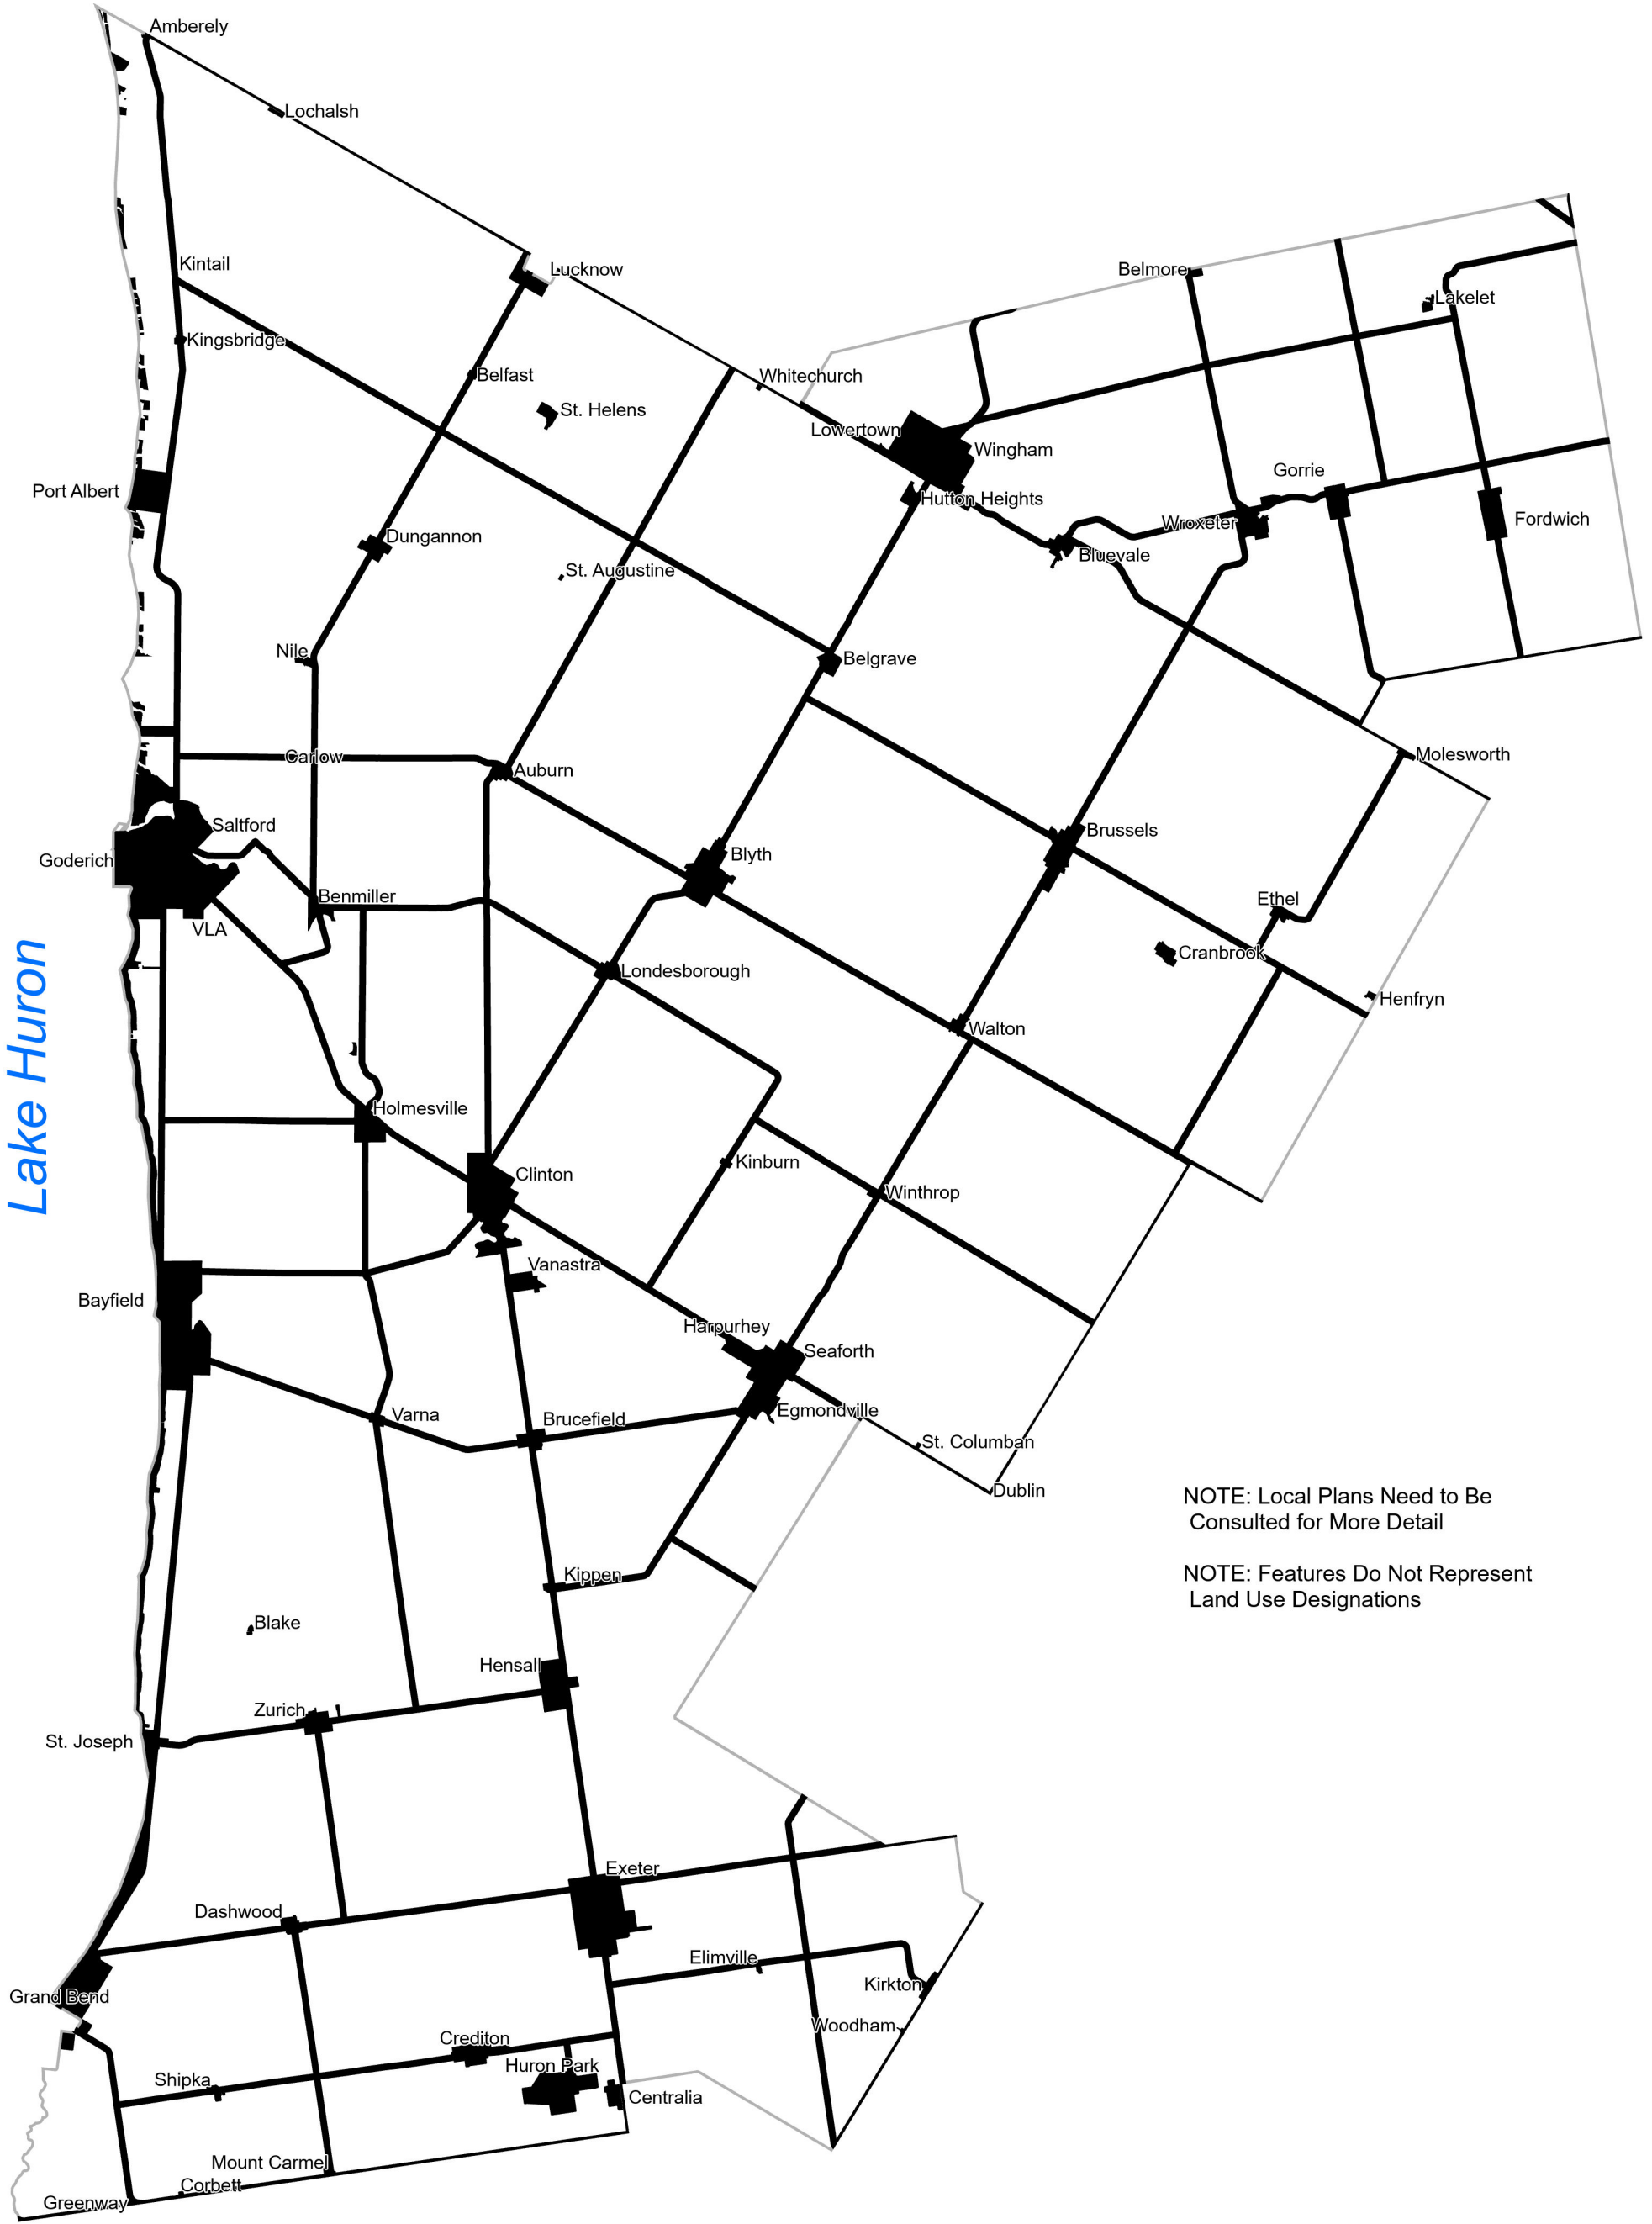 Amberely
Lochalsh
Kintail
Lucknow
Belmore
Lakelet
Kingsbridge
Belfast
Whitechurch
St. Helens
Lowertown
Wingham
Gorrie
Port Albert
Hutton Heights
Fordwich
Wroxeter
Dungannon
Bluevale
St. Augustine
Nile
Belgrave
Carlow
Molesworth
Auburn
Saltford
Brussels
Goderich
Blyth
Benmiller
Ethel
VLA
Cranbrook
Londesborough
Henfryn
Walton
Lake Huron
Holmesville
Kinburn
Clinton
Winthrop
Vanastra
Bayfield
Harpurhey
Seaforth
Egmondville
Varna
Brucefield
St. Columban
Dublin
NOTE: Local Plans Need to Be
Consulted for More Detail
NOTE: Features Do Not Represent
Land Use Designations
Kippen
Blake
Hensall
Zurich
St. Joseph
Exeter
Dashwood
Elimville
Kirkton
Grand Bend
Woodham
Crediton
Huron Park
Shipka
Centralia
Mount Carmel
Corbett
Greenway